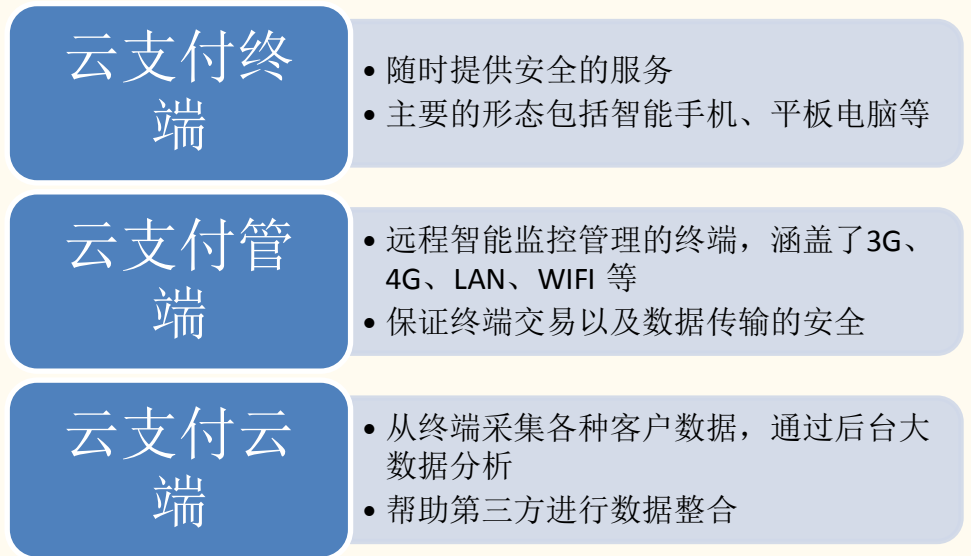 云支付终
端
• 随时提供安全的服务
• 主要的形态包括智能手机、平板电脑等
云支付管
端
• 远程智能监控管理的终端，涵盖了3G、
4G、LAN、WIFI 等
• 保证终端交易以及数据传输的安全
云支付云
端
• 从终端采集各种客户数据，通过后台大
数据分析
• 帮助第三方进行数据整合